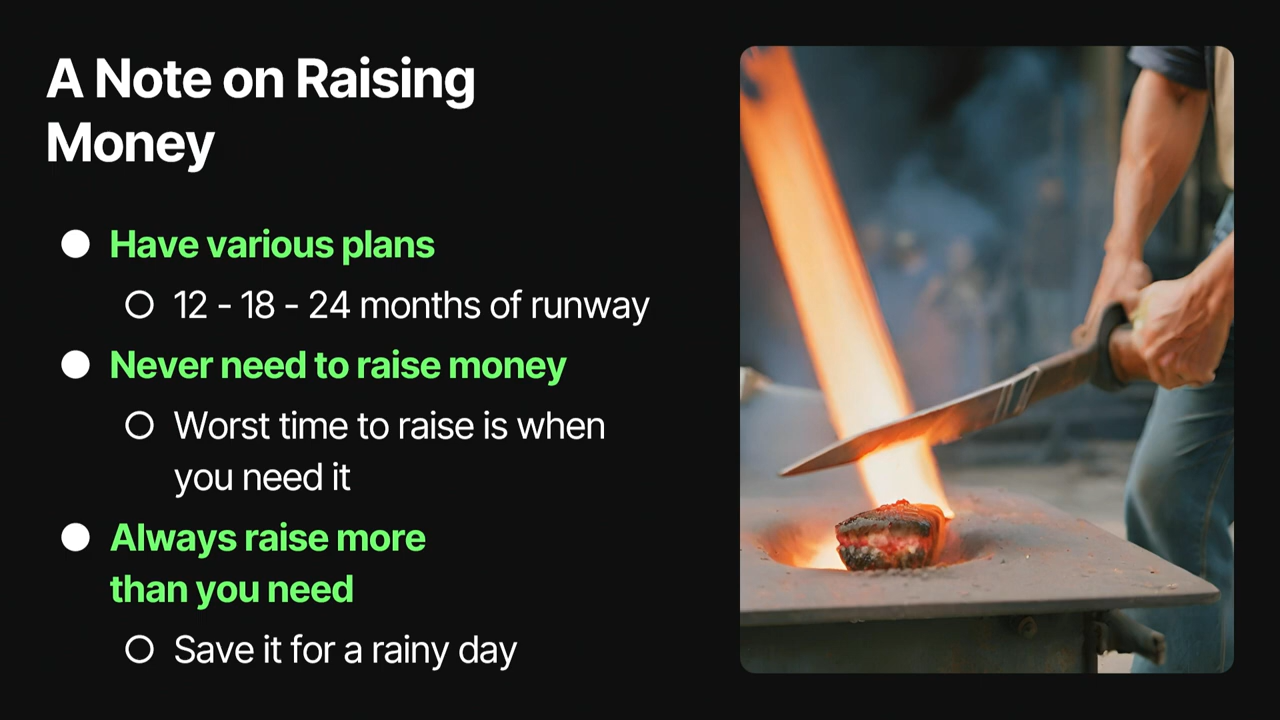 A Note on Raising
Money
Have various plans
12 - 18 - 24 months of runway
Never need to raise money
Worst time to raise is when
you need it
Always raise more
than you need
Save it for a rainy day